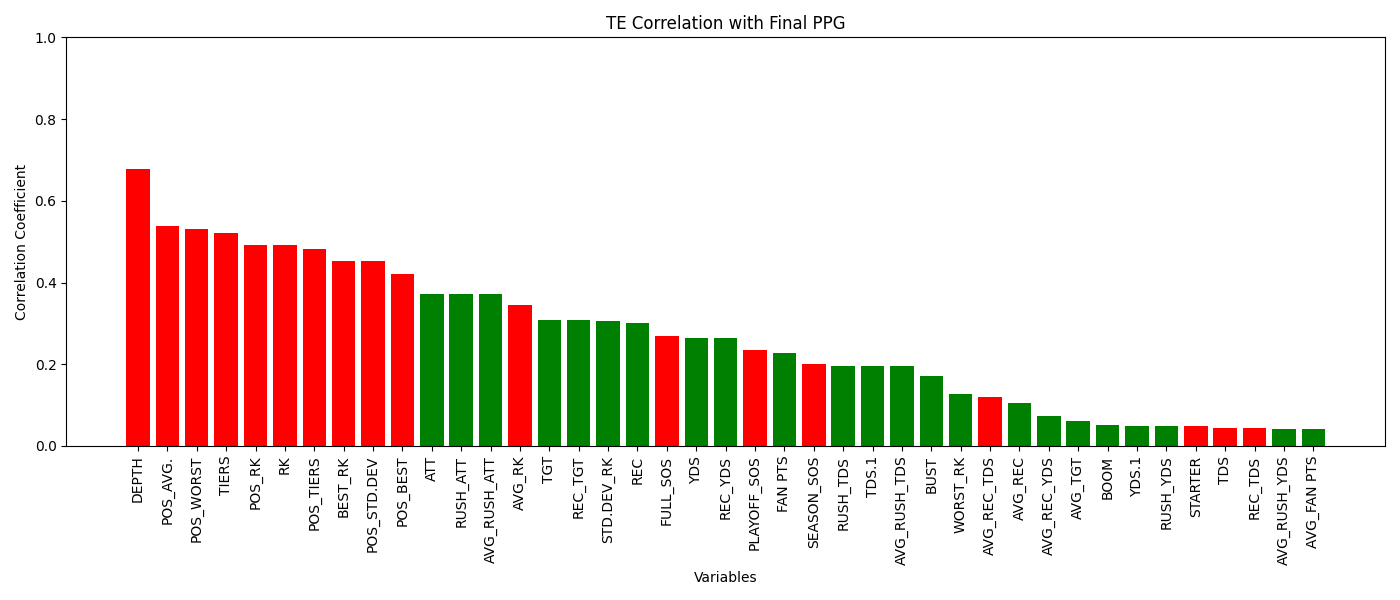 TE Correlation with Final PPG
Correlation Coefficient
1.0
0.8
0.6
0.4
0.2
0.0
DEPTH
POS_AVG.
POS_WORST
TIERS
POS_RK
RK
POS_TIERS
BEST_RK
POS_STD.DEV
POS_BEST
ATT
RUSH_ATT
AVG_RUSH_ATT
AVG_RK
TGT
REC_TGT
STD.DEV_RK
REC
FULL_SOS
YDS
REC_YDS
PLAYOFF_SOS
FAN PTS
SEASON_SOS
RUSH_TDS
TDS.1
AVG_RUSH_TDS
BUST
WORST_RK
AVG_REC_TDS
AVG_REC
AVG_REC_YDS
AVG_TGT
BOOM
YDS.1
RUSH_YDS
STARTER
TDS
REC_TDS
AVG_RUSH_YDS
AVG_FAN PTS
Variables